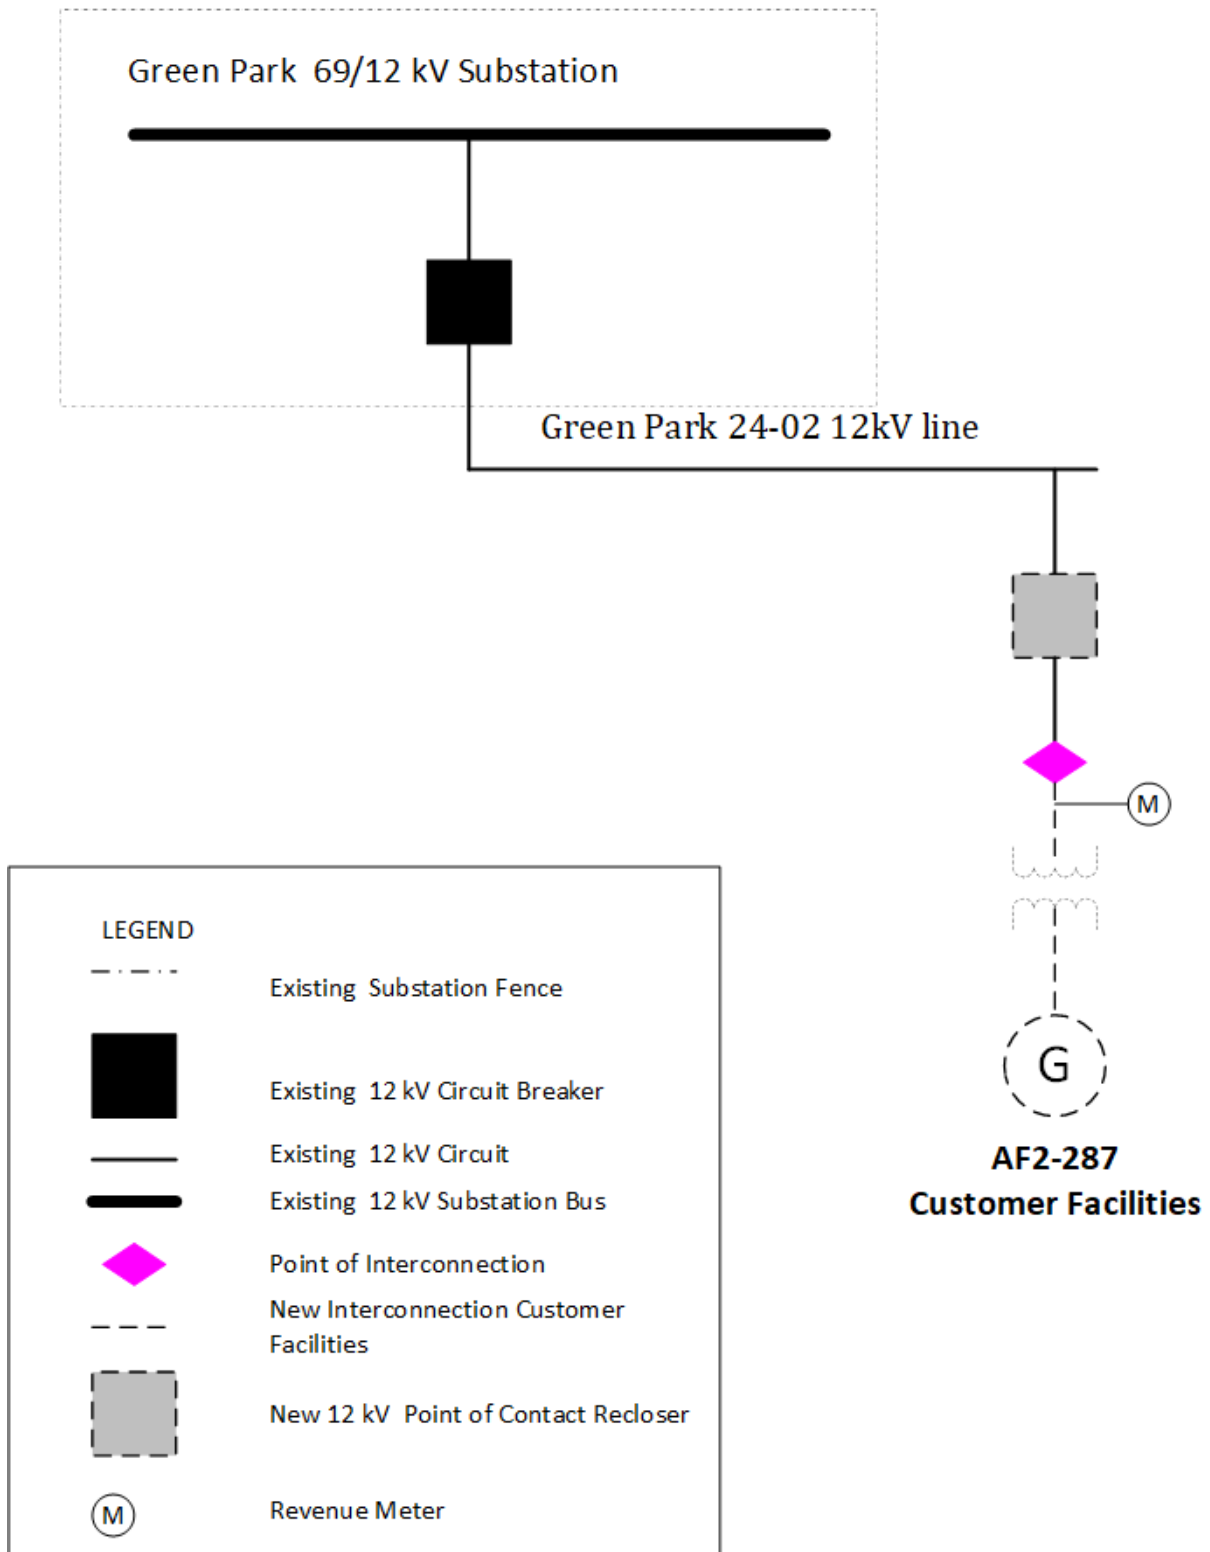 Green Park 69/12 kV Substation
Green Park 24-02 12kV line
M
G
AF2-287
Customer Facilities
LEGEND
Existing Substation Fence
Existing 12 kV Circuit Breaker
Existing 12 kV Circuit
Existing 12 kV Substation Bus
Point of Interconnection
New Interconnection Customer
Facilities
New 12 kV Point of Contact Recloser
M Revenue Meter